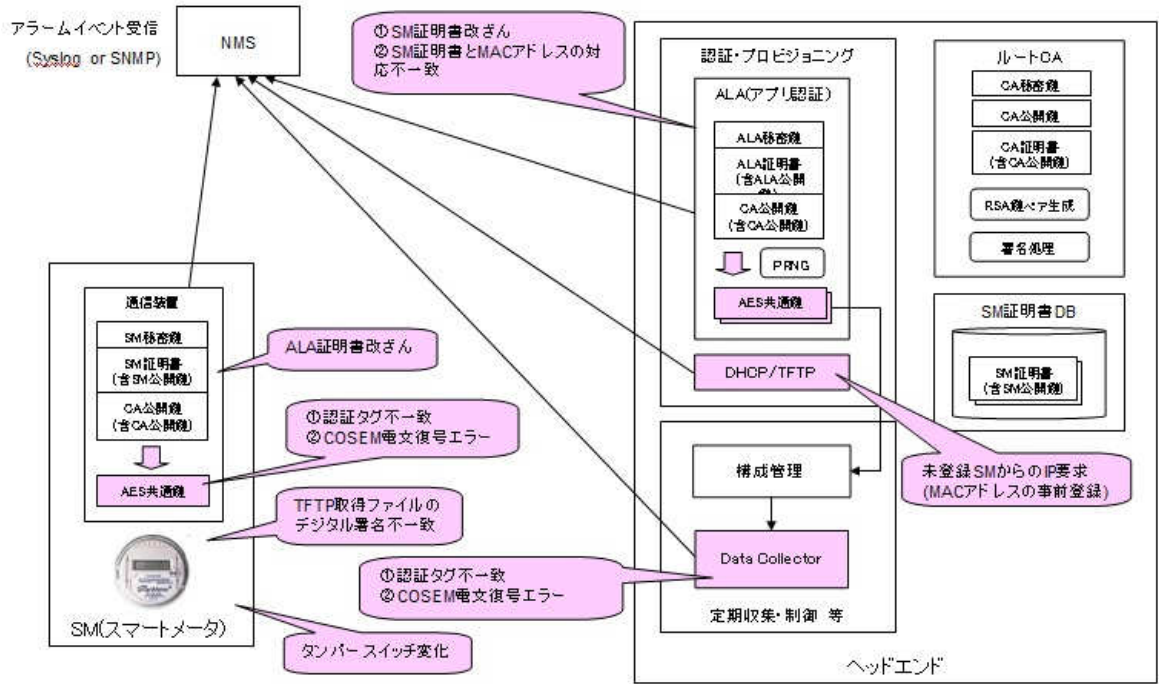 アラームイベント受信
(Syslog or SNMP)
NMS
①SM証明書改ざん
②SM証明書とMACアドレスの対
応不一致
認証・プロビジョニング
ALA(アプリ認証)
ALA秘密鍵
ALA証明書
(含ALA公開
鍵)
CA公開鍵
(含CA公開鍵)
PRNG
AES共通鍵
DHCP/TFTP
ルートCA
CA秘密鍵
CA公開鍵
CA証明書
(含CA公開鍵)
RSA鍵ペア生成
署名処理
SM証明書DB
SM証明書
(含SM公開鍵)
通信装置
SM秘密鍵
SM証明書
(含SM公開鍵)
CA公開鍵
(含CA公開鍵)
AES共通鍵
SM(スマートメータ)
ALA証明書改ざん
①認証タグ不一致
②COSEM電文復号エラー
TFTP取得ファイルの
デジタル署名不一致
タンパースイッチ変化
構成管理
Data Collector
定期収集・制御 等
①認証タグ不一致
②COSEM電文復号エラー
未登録SMからのIP要求
(MACアドレスの事前登録)
ヘッドエンド